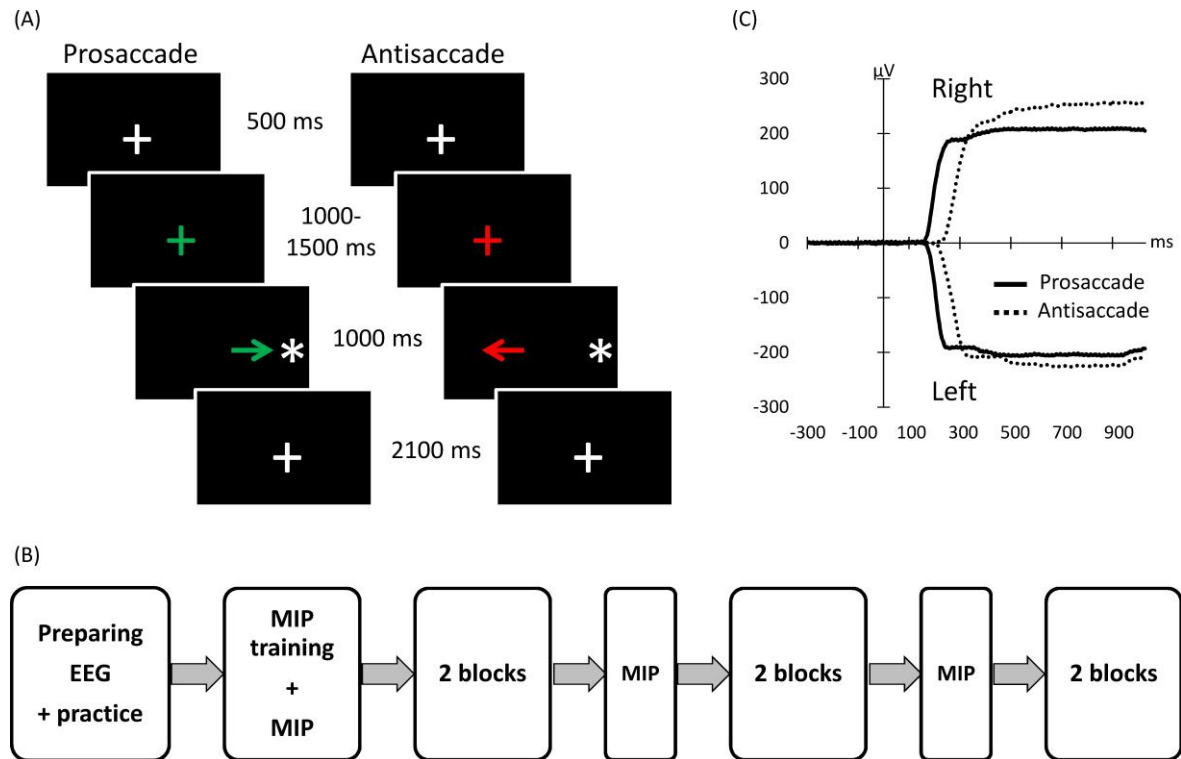 (A)
Prosaccade
Antisaccade
500 ms
1000-
1500 ms
*
*
1000 ms
2100 ms
(C)
μV
300
200
100
0
-100
-200
-300
Right
ms
Prosaccade
Antisaccade
Left
-300 -100 100 300 500 700 900
(B)
Preparing
EEG
+ practice
MIP
training
+
MIP
2 blocks
MIP
2 blocks
MIP
2 blocks